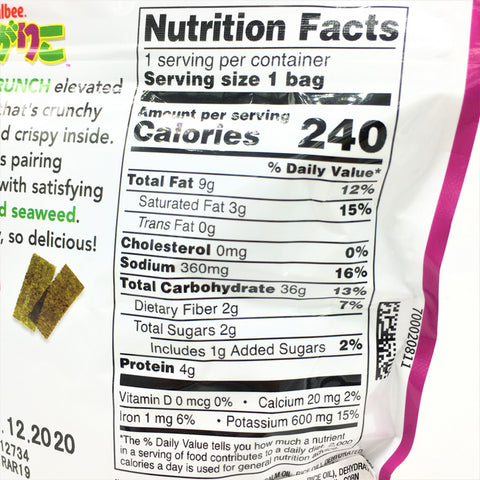 lbee.
がりこ
RUNCH elevated
that's crunchy
d crispy inside.
s pairing
with satisfying
d seaweed.
, so delicious!
. 12.2020
12734
RAR19
Nutrition Facts
1 serving per container
Serving size 1 bag
Amount per serving
Calories 240
% Daily Value*
Total Fat 9g 12%
Saturated Fat 3g 15%
Trans Fat 0g
Cholesterol 0mg 0%
Sodium 360mg 16%
Total Carbohydrate 36g 13%
Dietary Fiber 2g 7%
Total Sugars 2g
Includes 1g Added Sugars 2%
Protein 4g
Vitamin D 0 mcg 0% • Calcium 20 mg 2%
Iron 1 mg 6% • Potassium 600 mg 15%
*The % Daily Value tells you how much a nutrient
in a serving of food contributes to a daily diet. 2,000
calories a day is used for general nutrition
700020811